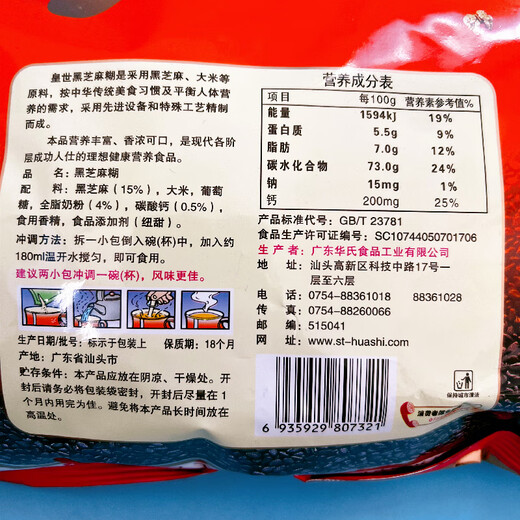 皇世黑芝麻糊是采用黑芝麻、大米等
原料，按中华传统美食习惯及平衡人体营
养的需求，采用先进设备和特殊工艺精制
而成。
本品营养丰富、香浓可口，是现代各阶
层成功人仕的理想健康营养食品。
品 名：黑芝麻糊
配 料：黑芝麻（15%），大米，葡萄
糖，全脂奶粉（4%），碳酸钙（0.5%），
食用香精，食品添加剂（纽甜）。
冲调方法：拆一小包倒入碗(杯)中，加入约
180ml温开水搅匀，即可食用。
建议两小包冲调一碗(杯)，风味更佳。
生产日期/批号：标示于包装上 保质期：18个月
产地：广东省汕头市
贮存条件：本产品应放在阴凉、干燥处。开
封后请务必将包装袋密封，开封后尽量在1
个月内用完为佳。避免将本产品长时间放在
高温处。
营养成分表
项目 每100g 营养素参考值%
能量 1594kJ 19%
蛋白质 5.5g 9%
脂肪 7.0g 12%
碳水化合物 73.0g 24%
钠 15mg 1%
钙 200mg 25%
产品标准代号：GB/T 23781
食品生产许可证编号：SC10744050701706
生产者：广东华氏食品工业有限公司
地 址：汕头高新区科技中路17号一
层至六层
电 话：0754-88361018 88361028
传 真：0754-88260066
邮 编：515041
网 址：www.st-huashi.com
6 935929 807321
保持城市清洁